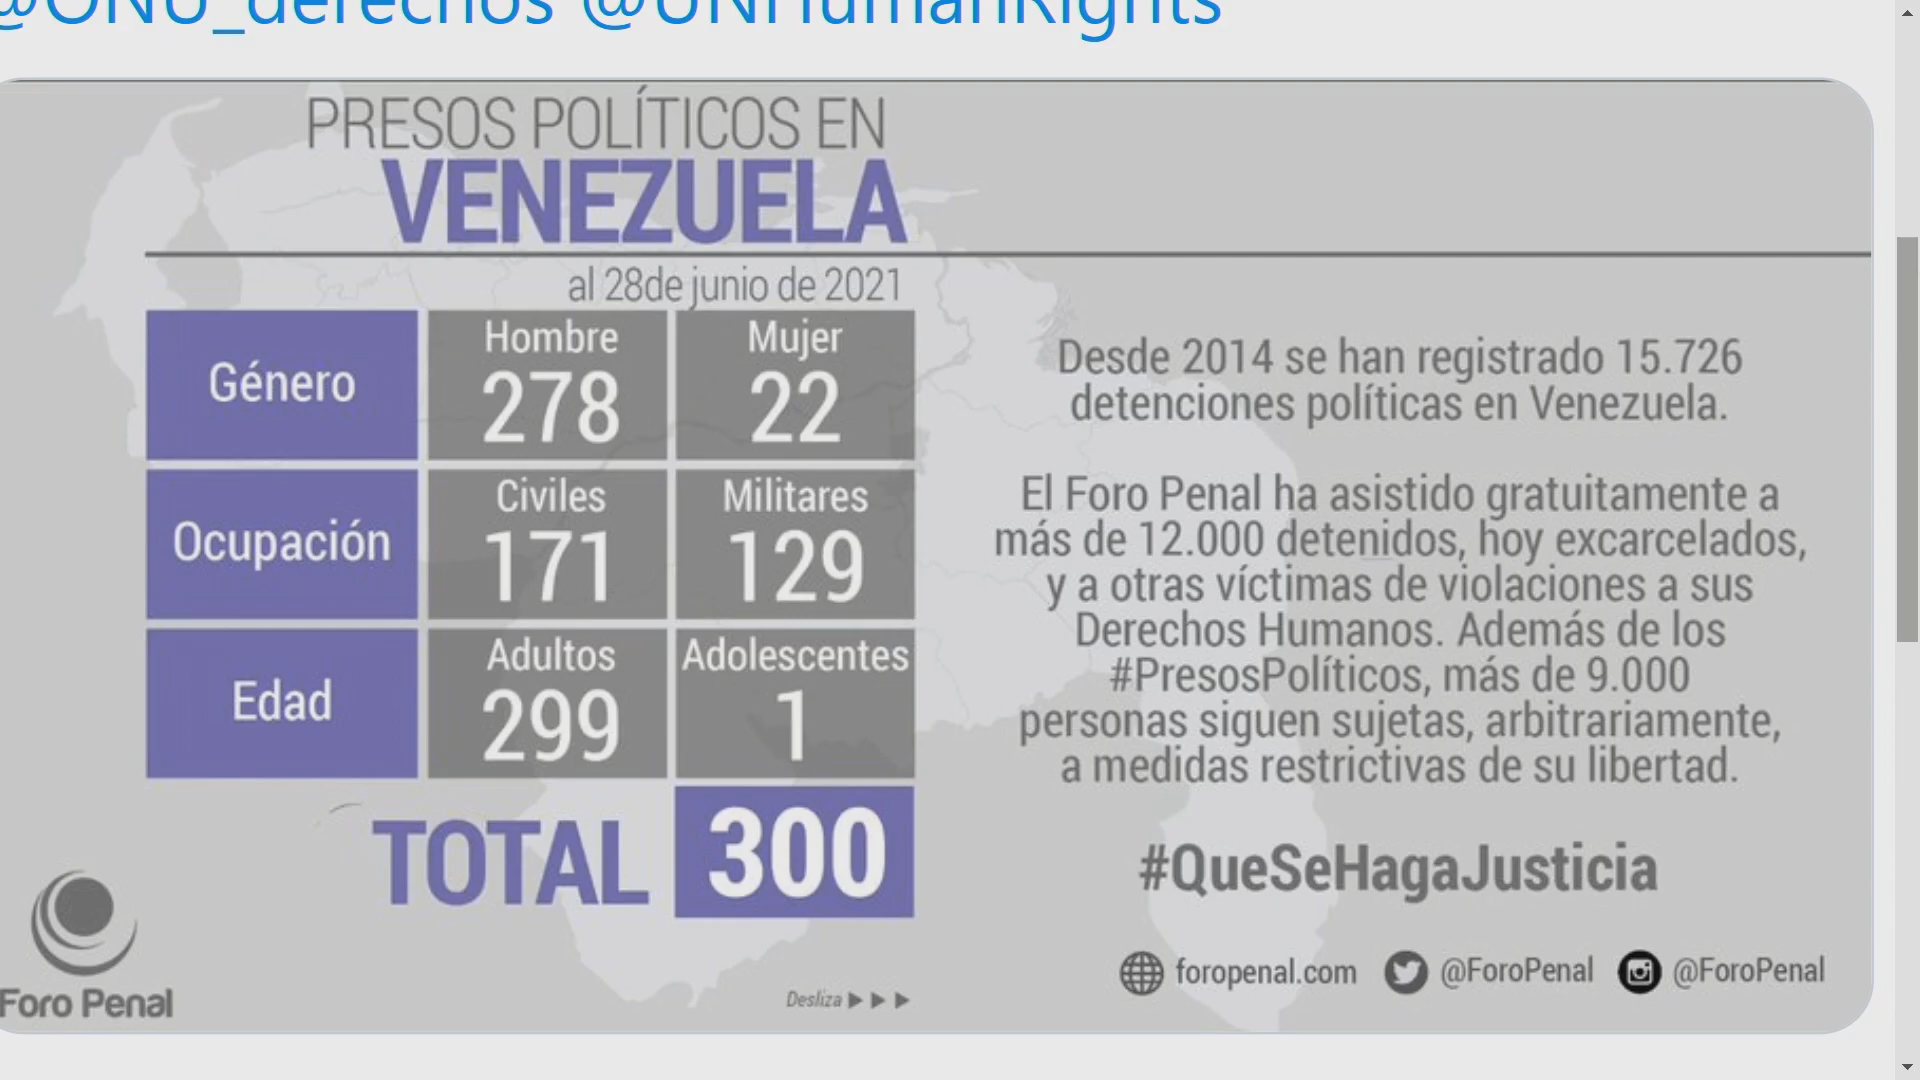 @ONU_derechos @UNHumanRights
PRESOS POLÍTICOS EN
VENEZUELA
al 28de junio de 2021
Género
Hombre
278
Mujer
22
Ocupación
Civiles
171
Militares
129
Edad
Adultos
299
Adolescentes
1
TOTAL
300
Desde 2014 se han registrado 15.726
detenciones políticas en Venezuela.
El Foro Penal ha asistido gratuitamente a
más de 12.000 detenidos, hoy excarcelados,
y a otras víctimas de violaciones a sus
Derechos Humanos. Además de los
#PresosPolíticos, más de 9.000
personas siguen sujetas, arbitrariamente,
a medidas restrictivas de su libertad.
#QueSeHagaJusticia
foropenal.com
@ForoPenal
@ForoPenal
Foro Penal
Desliza